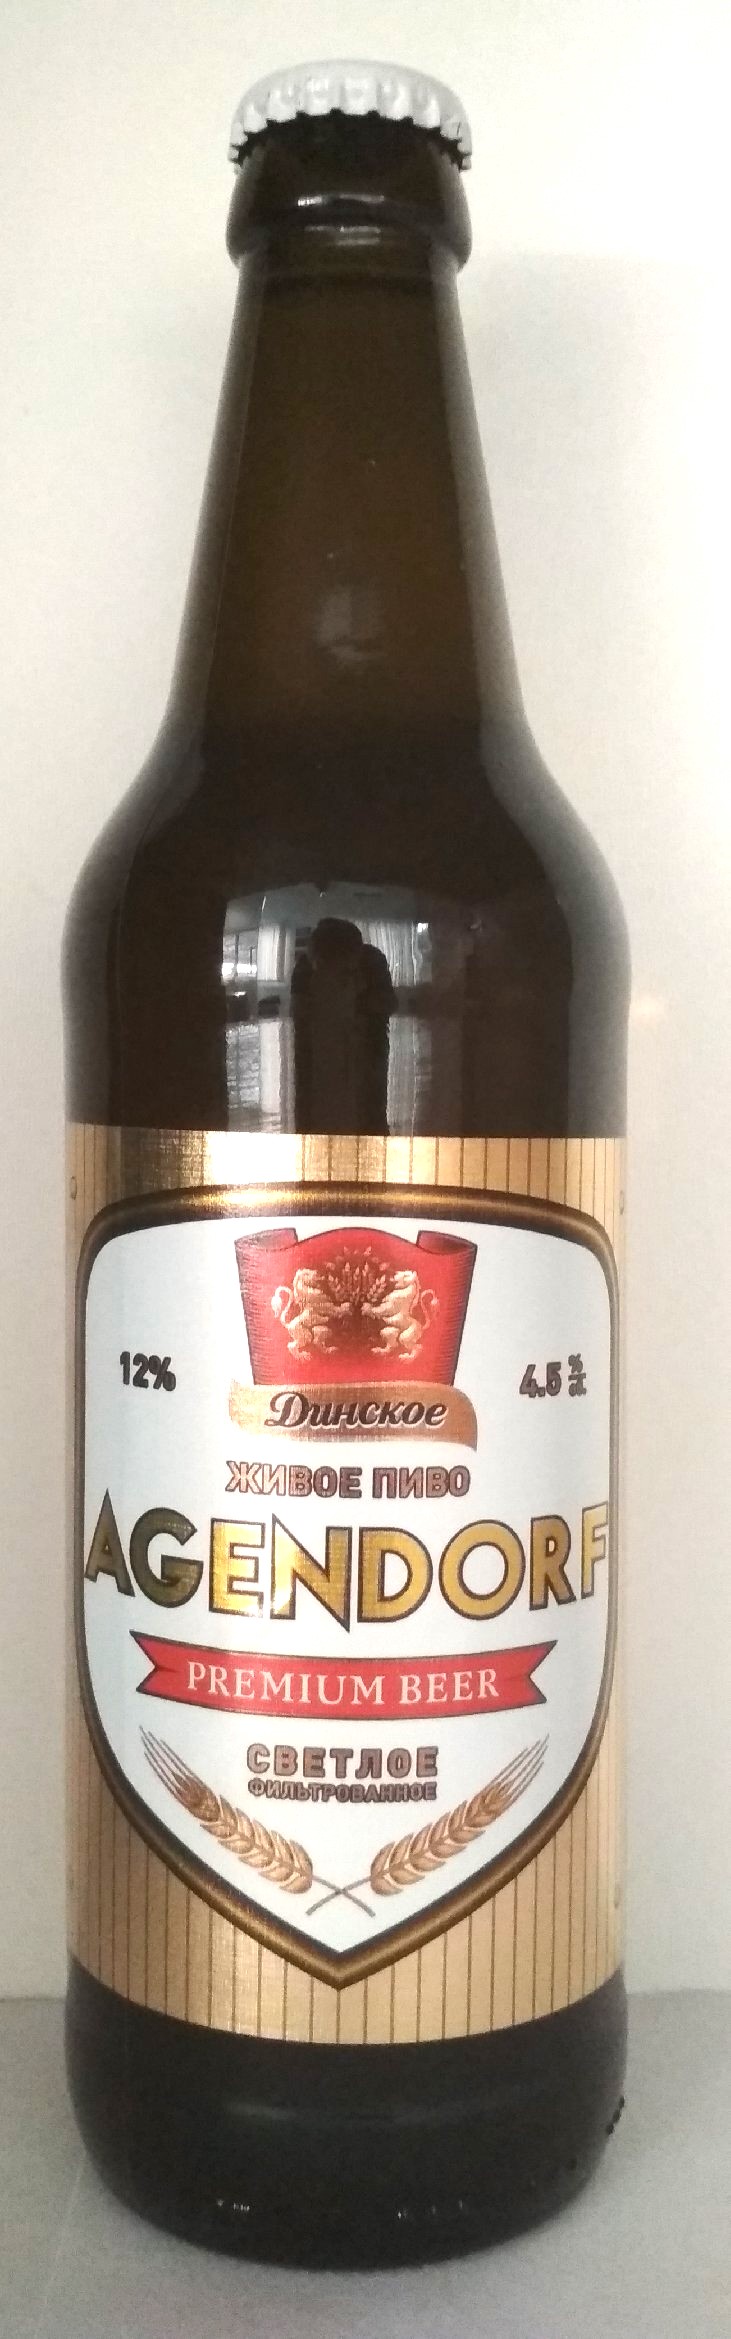 12%
4.5 % об.
Динское
ЖИВОЕ ПИВО
AGENDORF
PREMIUM BEER
СВЕТЛОЕ
ФИЛЬТРОВАННОЕ